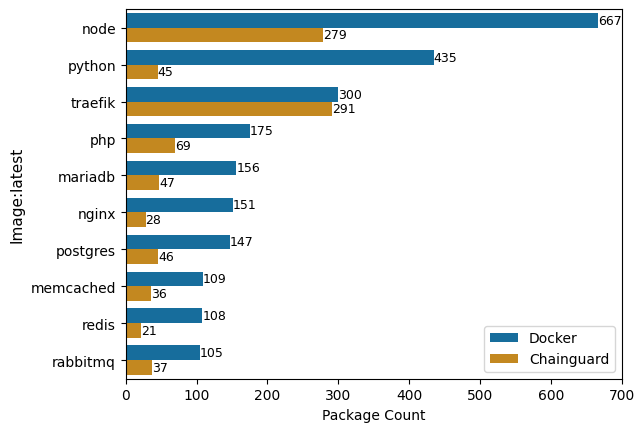 Image:latest
node 667
279
python 435
45
traefik 300
291
php 175
69
mariadb 156
47
nginx 151
28
postgres 147
46
memcached 109
36
redis 108
21
rabbitmq 105
37
Docker
Chainguard
0 100 200 300 400 500 600 700
Package Count